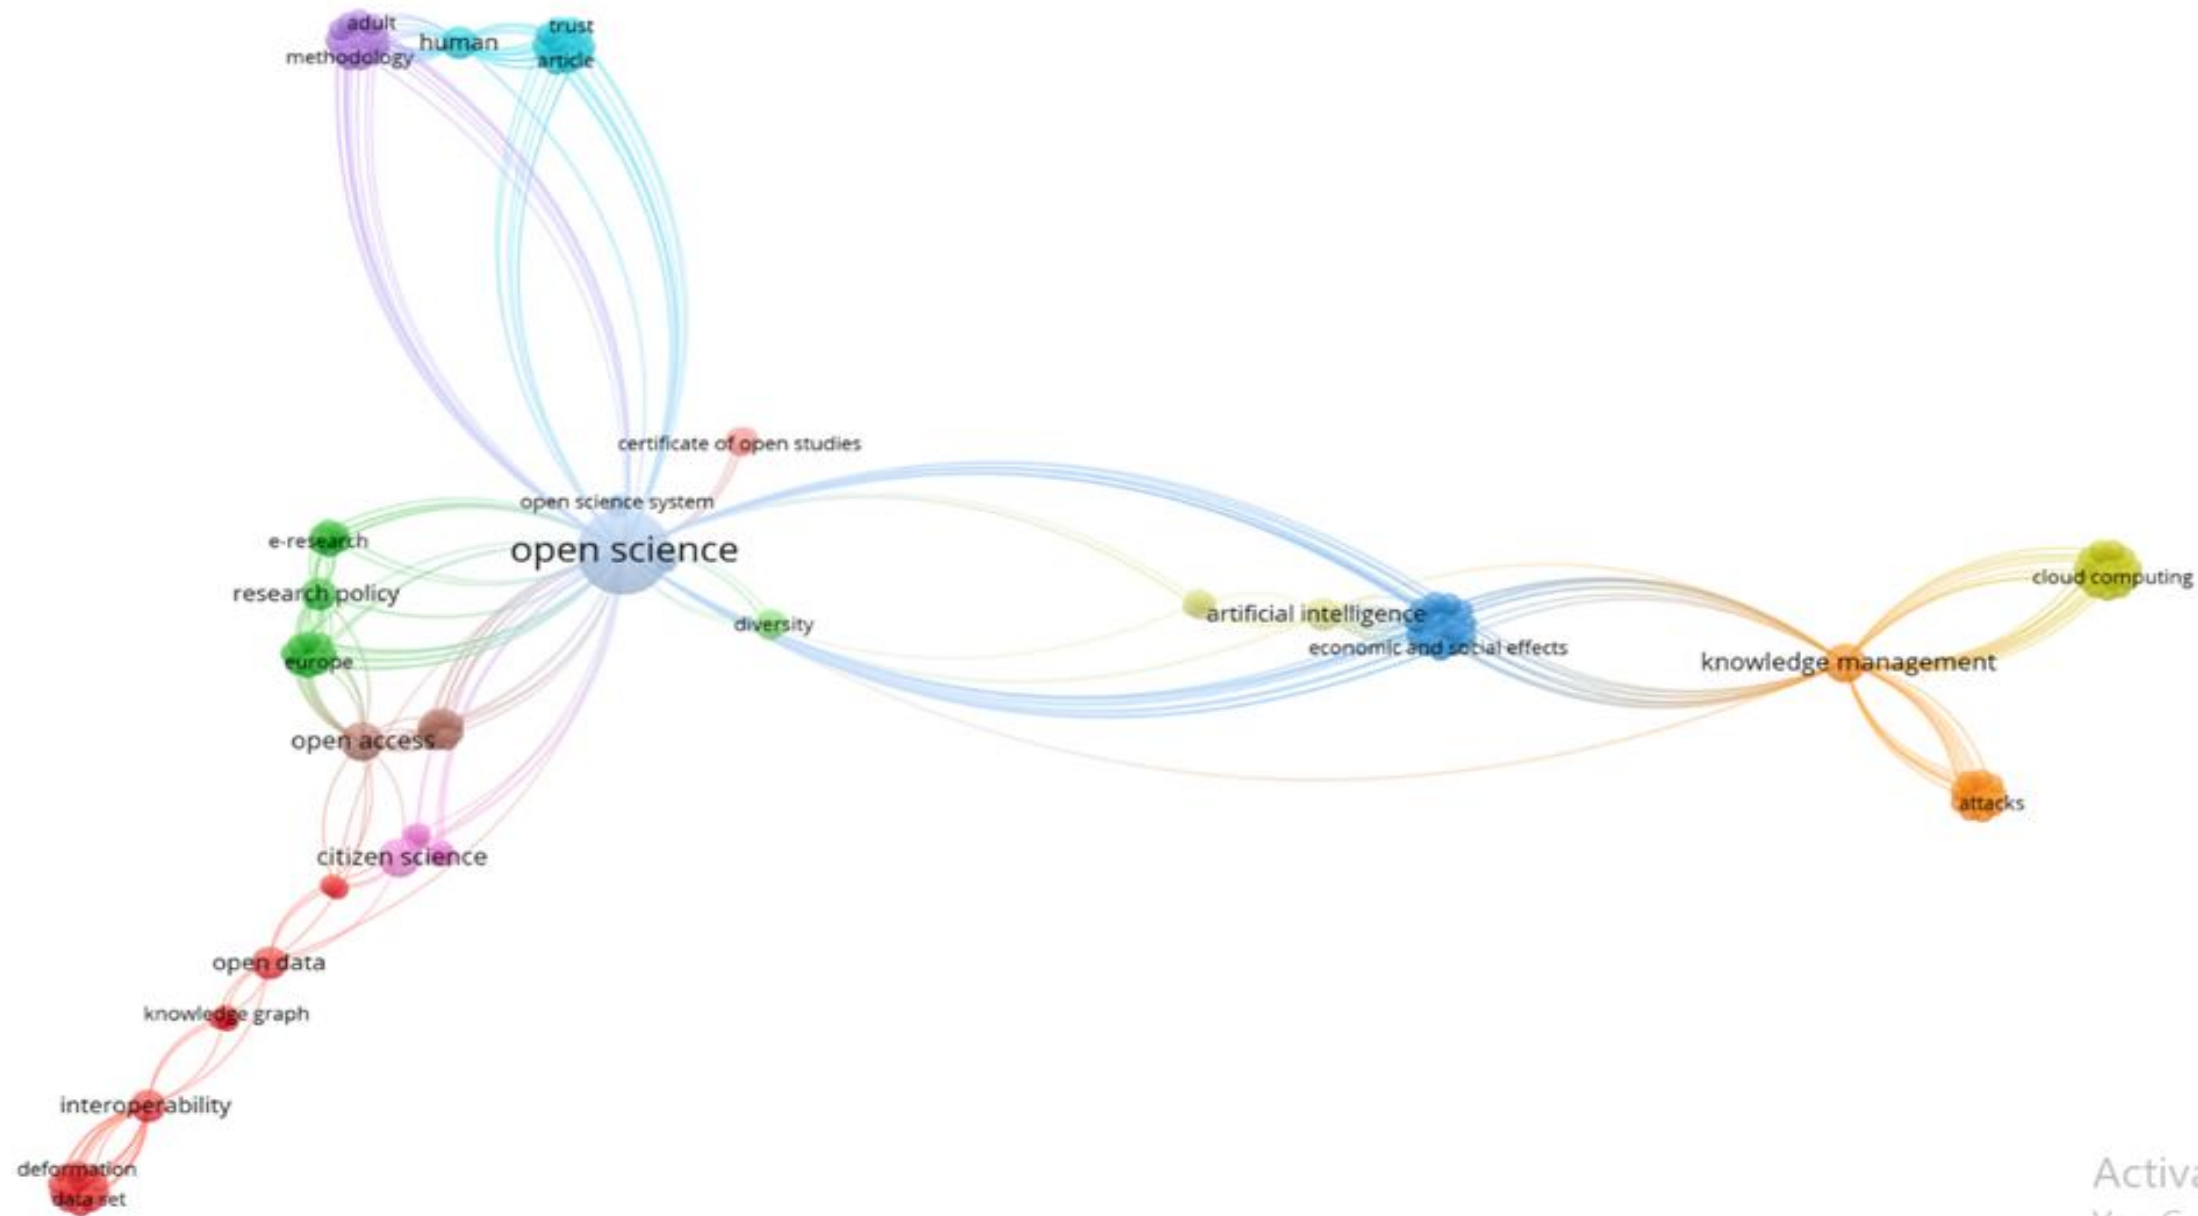 adult
methodology
human
trust
article
certificate of open studies
open science system
open science
e-research
research policy
europe
diversity
artificial intelligence
economic and social effects
knowledge management
cloud computing
attacks
open access
citizen science
open data
knowledge graph
interoperability
deformation
data set
Activa